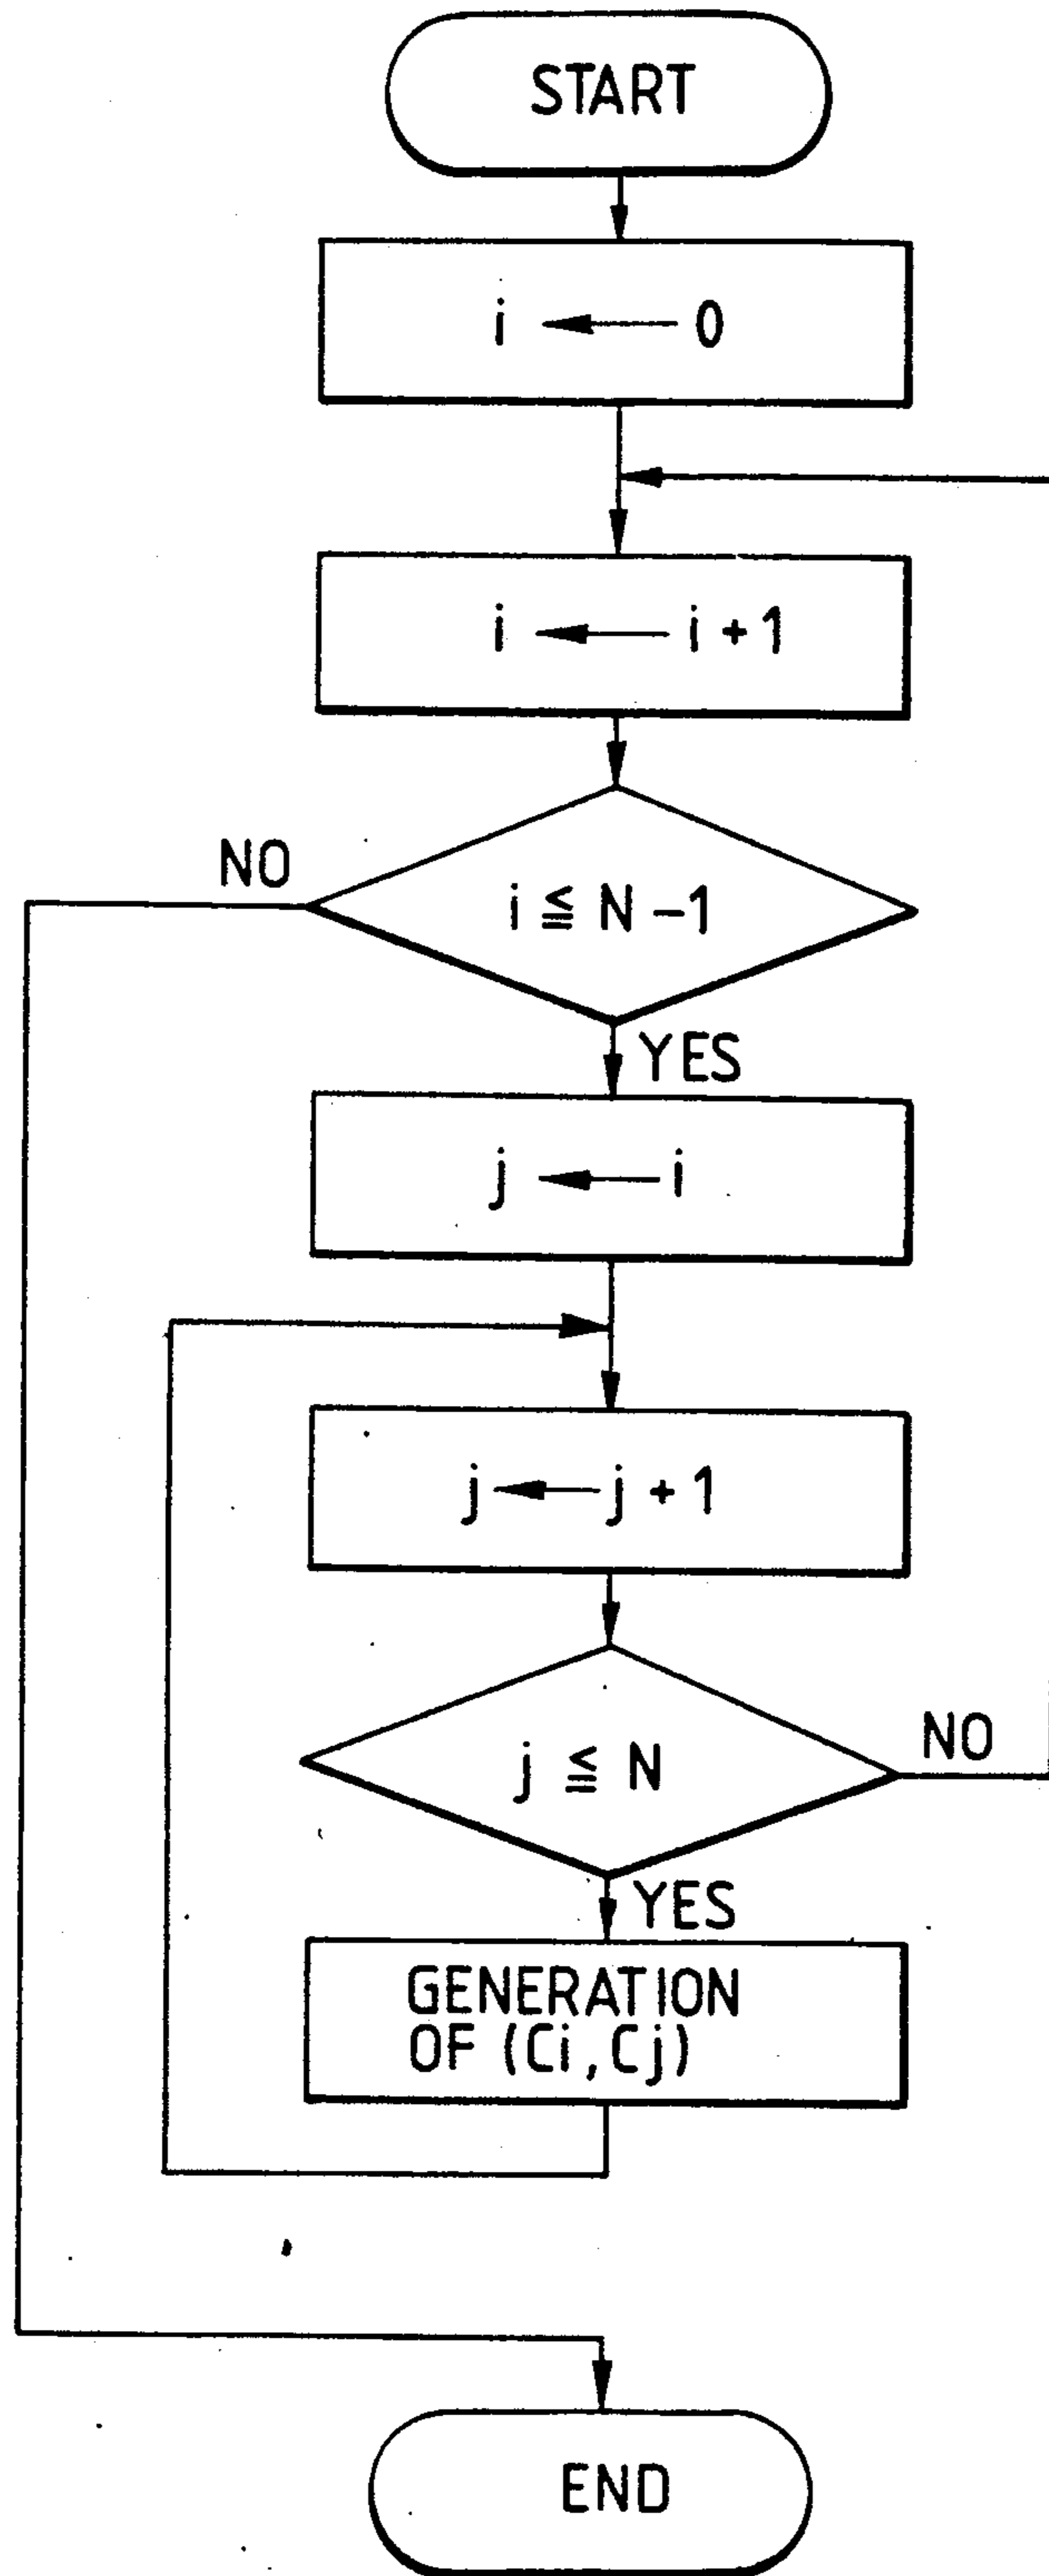 START
i ← 0
i ← i + 1
NO
i ≦ N - 1
YES
j ← i
j ← j + 1
j ≦ N
NO
YES
GENERATION
OF (Ci, Cj)
END